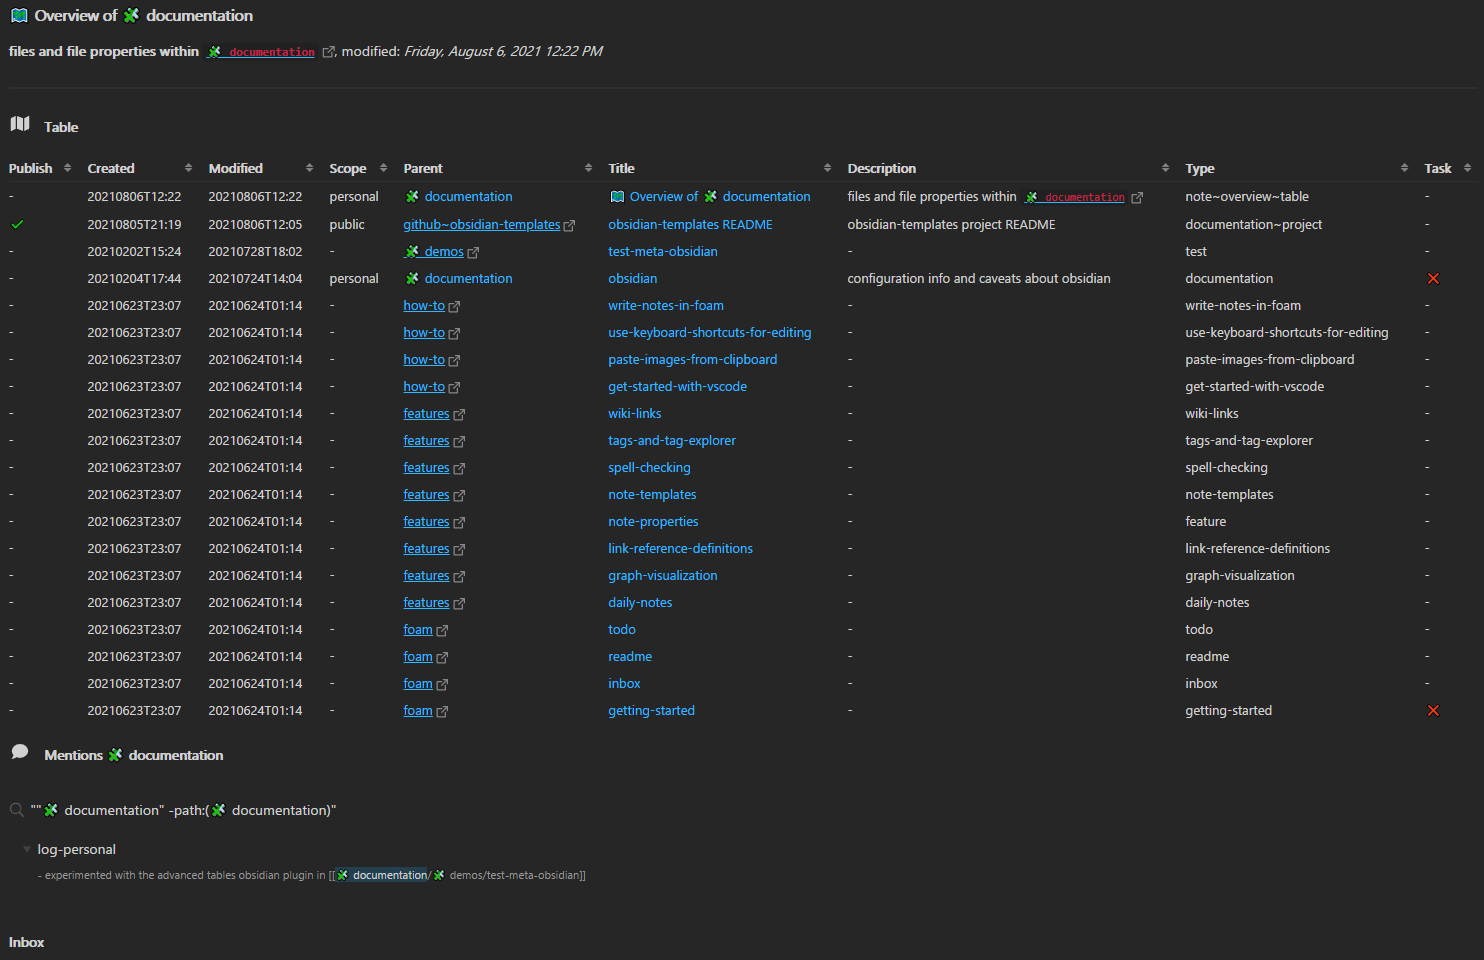 🗺️ Overview of 🧩 documentation
files and file properties within 🧩 documentation, modified: Friday, August 6, 2021 12:22 PM
Table
Publish Created Modified Scope Parent Title Description Type Task
- 20210806T12:22 20210806T12:22 personal 🧩 documentation 🗺️ Overview of 🧩 documentation files and file properties within 🧩 documentation note~overview~table -
✓ 20210805T21:19 20210806T12:05 public github~obsidian-templates obsidian-templates README obsidian-templates project README documentation~project -
- 20210202T15:24 20210728T18:02 - 🧩 demos test-meta-obsidian - test -
- 20210204T17:44 20210724T14:04 personal 🧩 documentation obsidian configuration info and caveats about obsidian documentation ❌
- 20210623T23:07 20210624T01:14 - how-to write-notes-in-foam - write-notes-in-foam -
- 20210623T23:07 20210624T01:14 - how-to use-keyboard-shortcuts-for-editing - use-keyboard-shortcuts-for-editing -
- 20210623T23:07 20210624T01:14 - how-to paste-images-from-clipboard - paste-images-from-clipboard -
- 20210623T23:07 20210624T01:14 - how-to get-started-with-vscode - get-started-with-vscode -
- 20210623T23:07 20210624T01:14 - features wiki-links - wiki-links -
- 20210623T23:07 20210624T01:14 - features tags-and-tag-explorer - tags-and-tag-explorer -
- 20210623T23:07 20210624T01:14 - features spell-checking - spell-checking -
- 20210623T23:07 20210624T01:14 - features note-templates - note-templates -
- 20210623T23:07 20210624T01:14 - features note-properties - feature -
- 20210623T23:07 20210624T01:14 - features link-reference-definitions - link-reference-definitions -
- 20210623T23:07 20210624T01:14 - features graph-visualization - graph-visualization -
- 20210623T23:07 20210624T01:14 - features daily-notes - daily-notes -
- 20210623T23:07 20210624T01:14 - foam todo - todo -
- 20210623T23:07 20210624T01:14 - foam readme - readme -
- 20210623T23:07 20210624T01:14 - foam inbox - inbox -
- 20210623T23:07 20210624T01:14 - foam getting-started - getting-started ❌
Mentions 🧩 documentation
""🧩 documentation" -path:(🧩 documentation)"
log-personal
- experimented with the advanced tables obsidian plugin in [[🧩 documentation/🧩 demos/test-meta-obsidian]]
Inbox